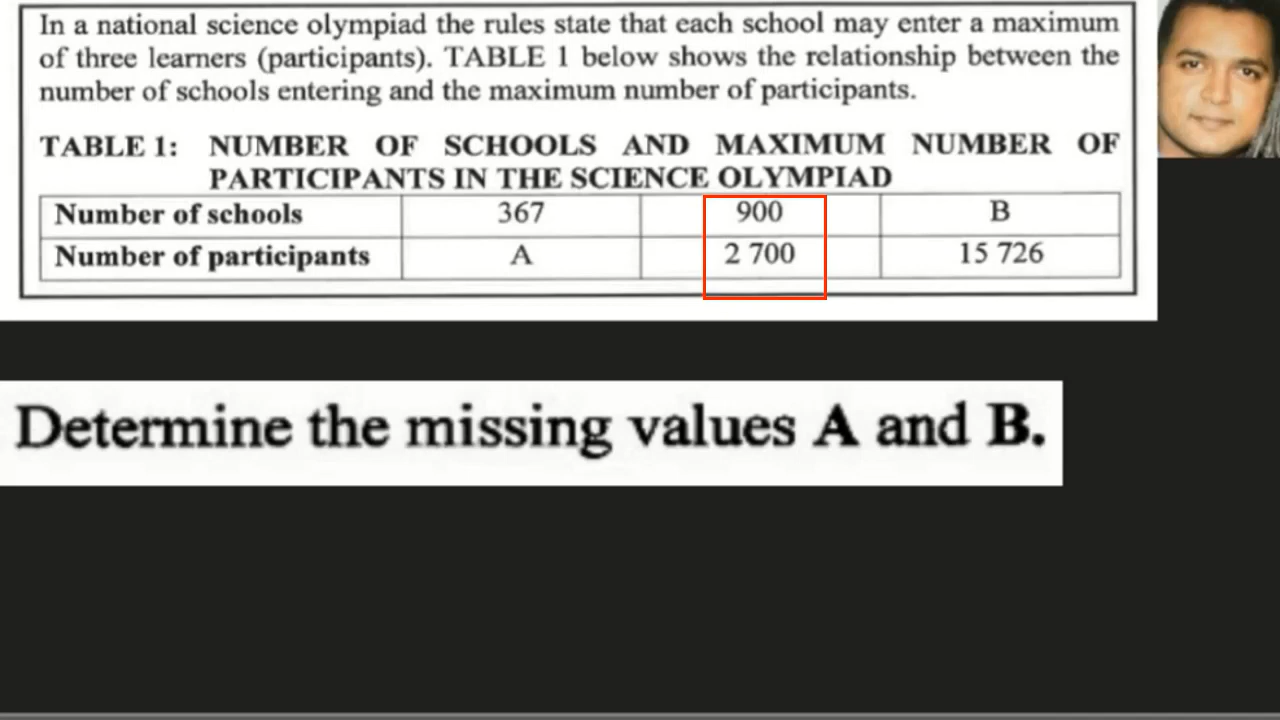 In a national science olympiad the rules state that each school may enter a maximum
of three learners (participants). TABLE 1 below shows the relationship between the
number of schools entering and the maximum number of participants.
TABLE 1: NUMBER OF SCHOOLS AND MAXIMUM NUMBER OF
PARTICIPANTS IN THE SCIENCE OLYMPIAD
Number of schools 367 900 B
Number of participants A 2 700 15 726
Determine the missing values A and B.